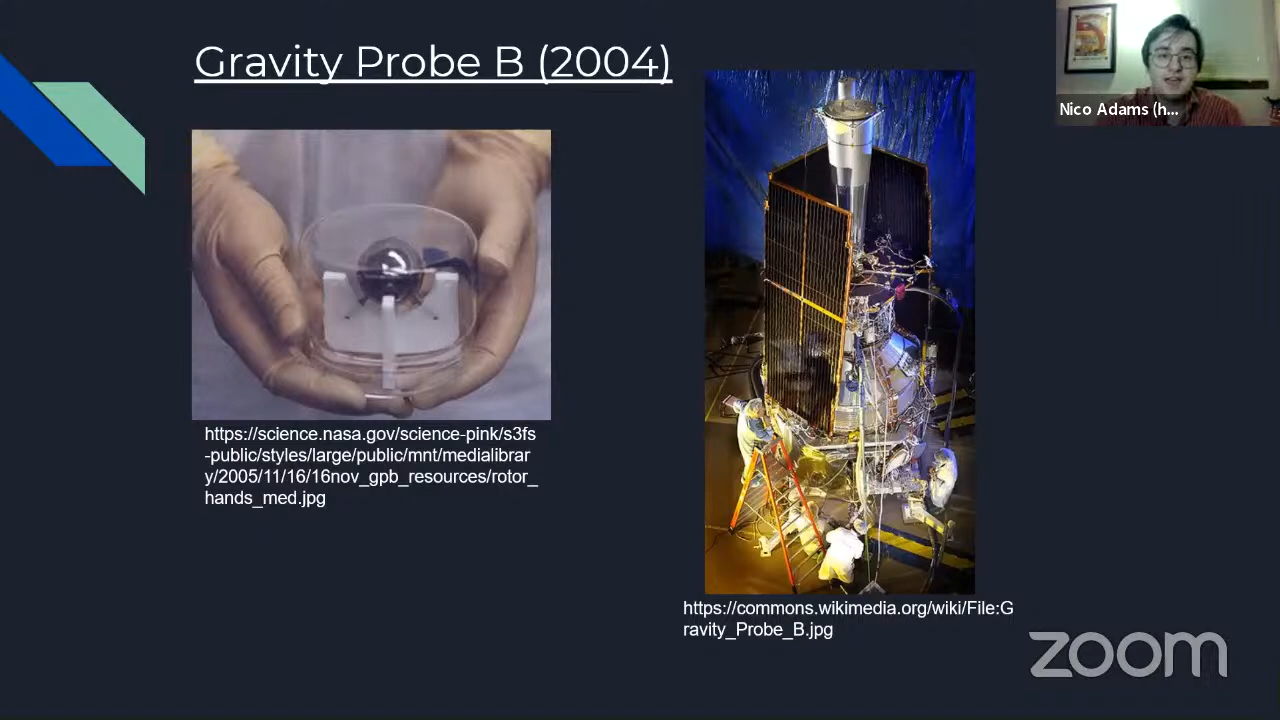 Gravity Probe B (2004)
Nico Adams (h...
https://science.nasa.gov/science-pink/s3fs
-public/styles/large/public/mnt/medialibrar
y/2005/11/16/16nov_gpb_resources/rotor_
hands_med.jpg
https://commons.wikimedia.org/wiki/File:G
ravity_Probe_B.jpg
zoom